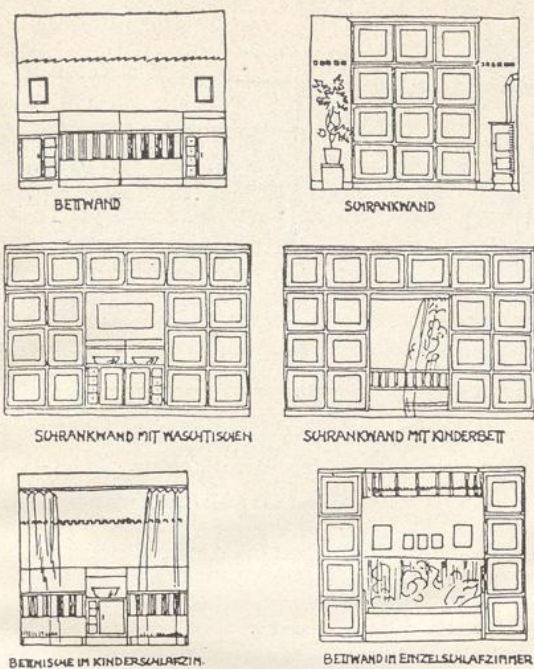 BETTWAND
SCHRANKWAND
SCHRANKWAND MIT WASCHTISCHEN
SCHRANKWAND MIT KINDERBETT
BETTNISCHE IM KINDERSCHLAFZIM.
BETTWAND IM EINZELSCHLAFZIMMER